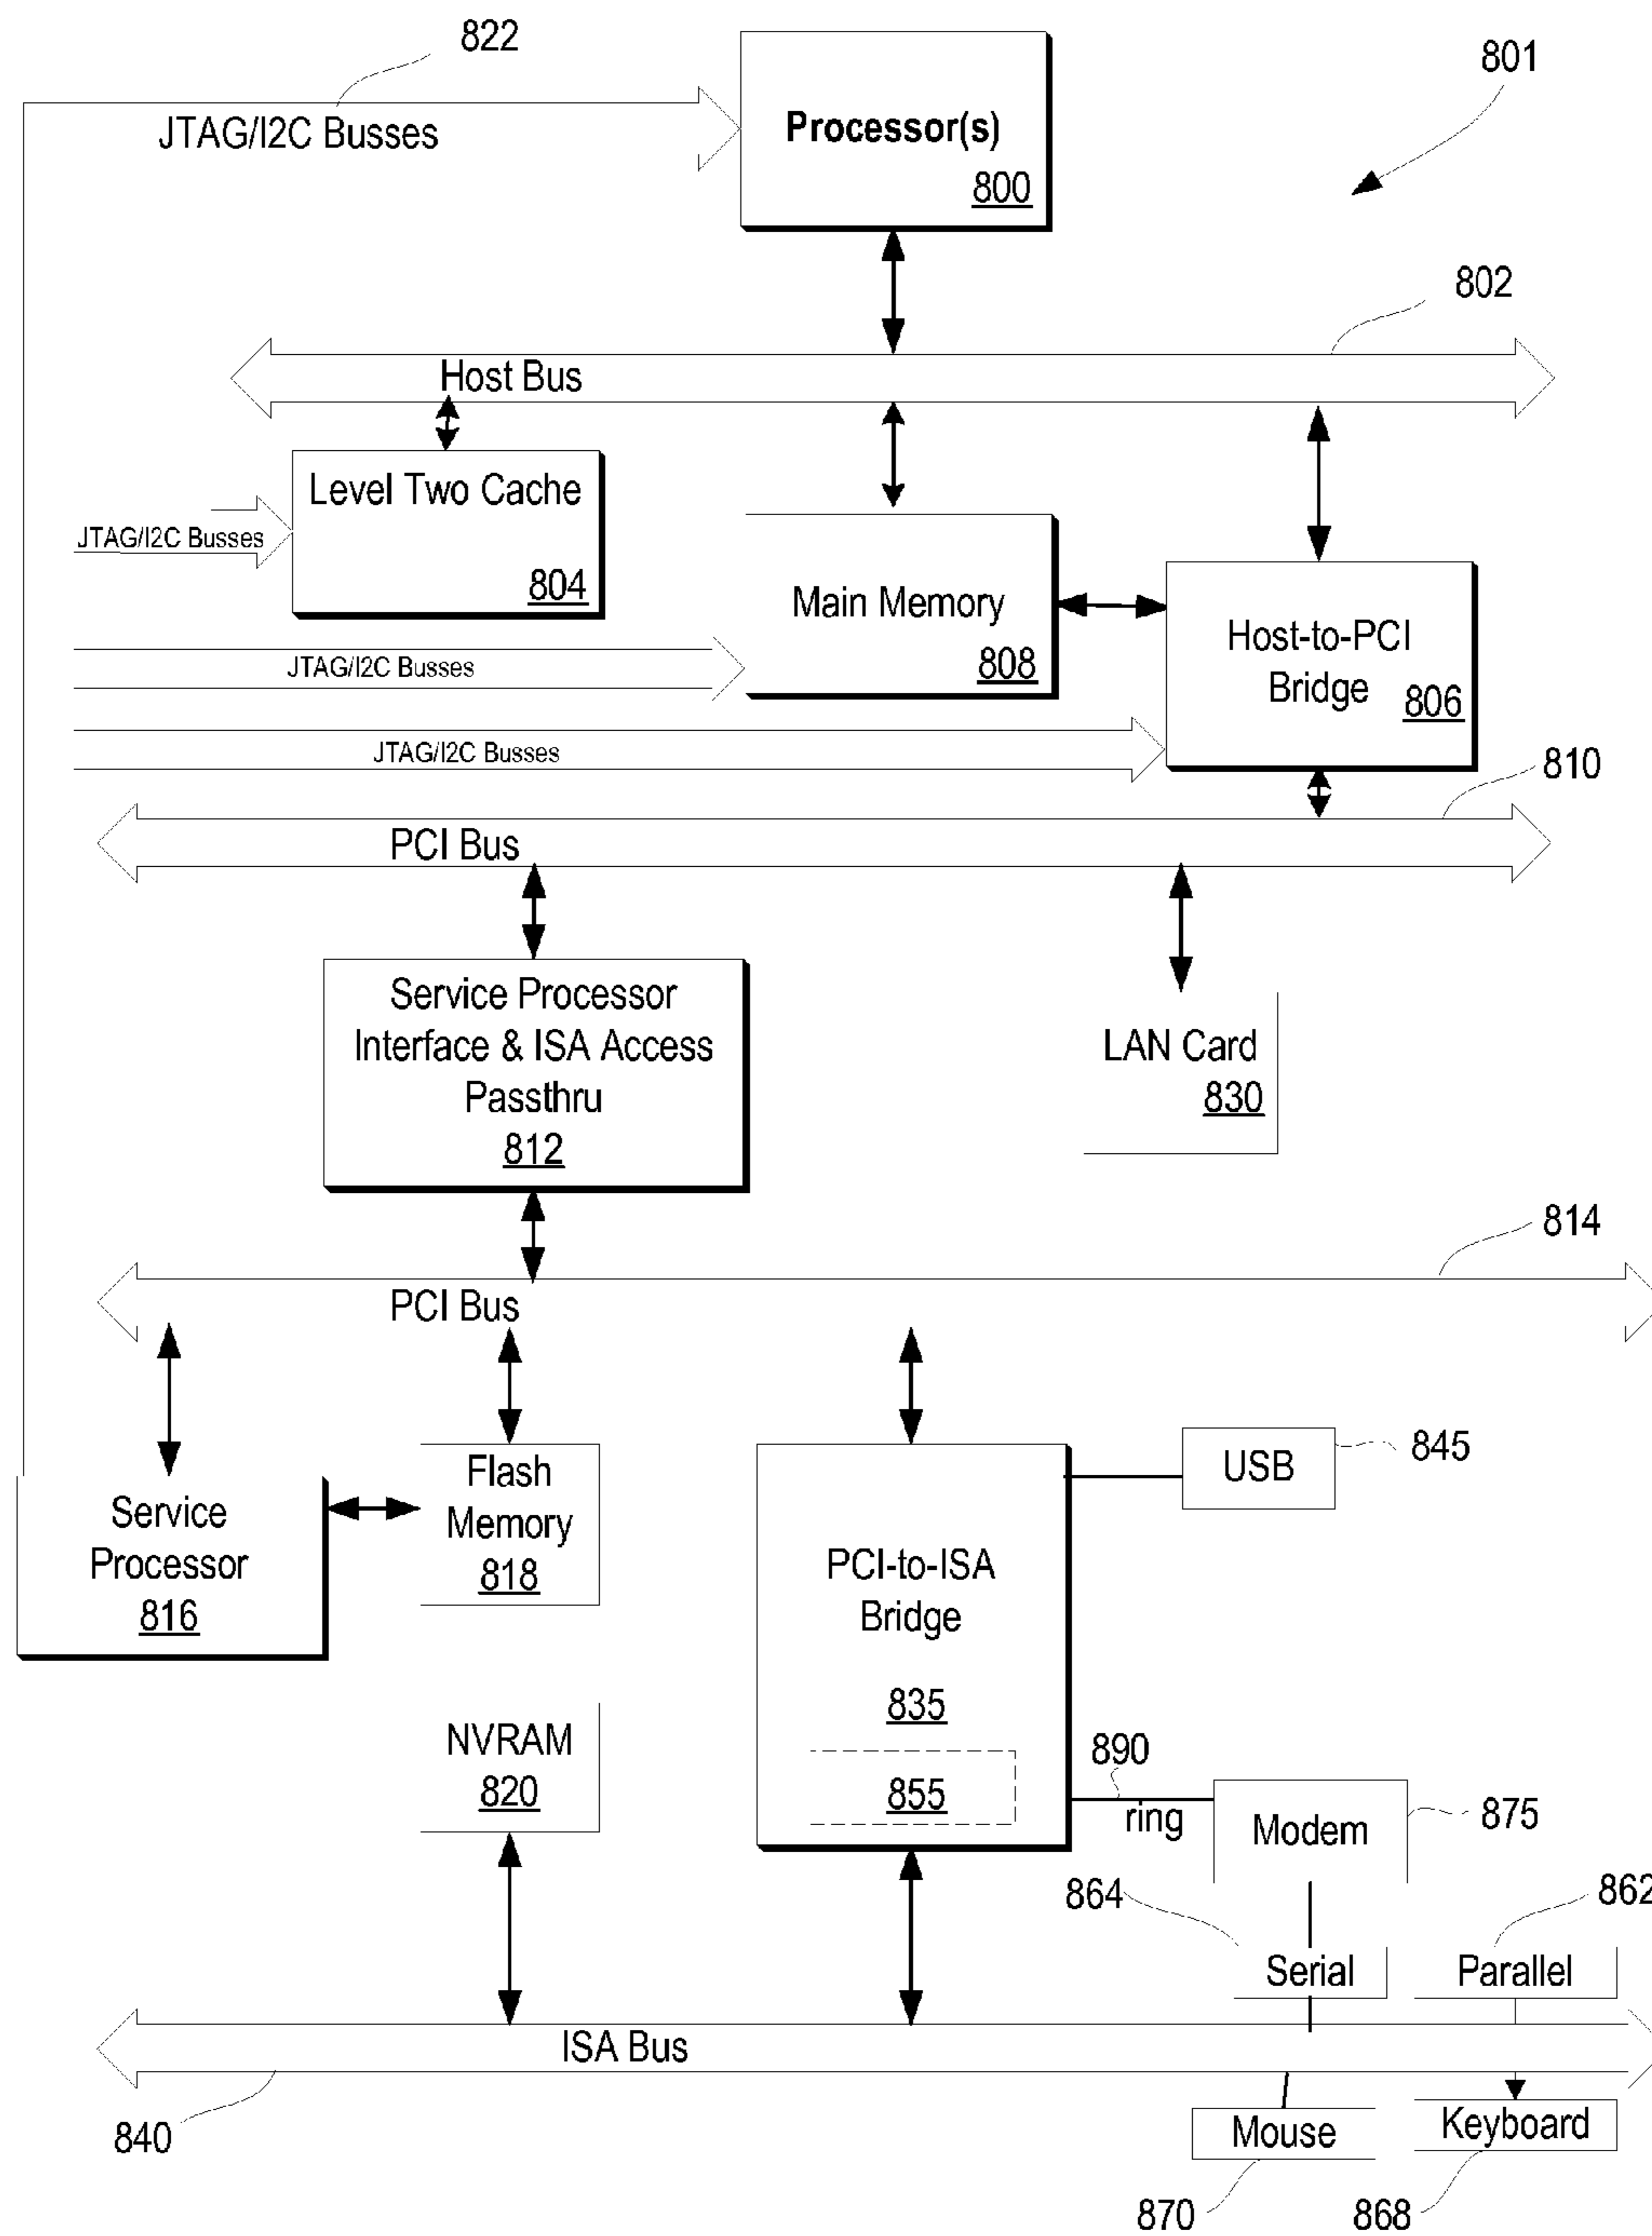 822
801
JTAG/I2C Busses
Processor(s)
800
802
Host Bus
Level Two Cache
804
JTAG/I2C Busses
Main Memory
808
JTAG/I2C Busses
Host-to-PCI
Bridge
806
JTAG/I2C Busses
810
PCI Bus
Service Processor
Interface & ISA Access
Passthru
812
LAN Card
830
814
PCI Bus
Service
Processor
816
Flash
Memory
818
USB
845
PCI-to-ISA
Bridge
835
855
NVRAM
820
890
ring
Modem
875
864
862
Serial
Parallel
ISA Bus
840
Mouse
Keyboard
870
868